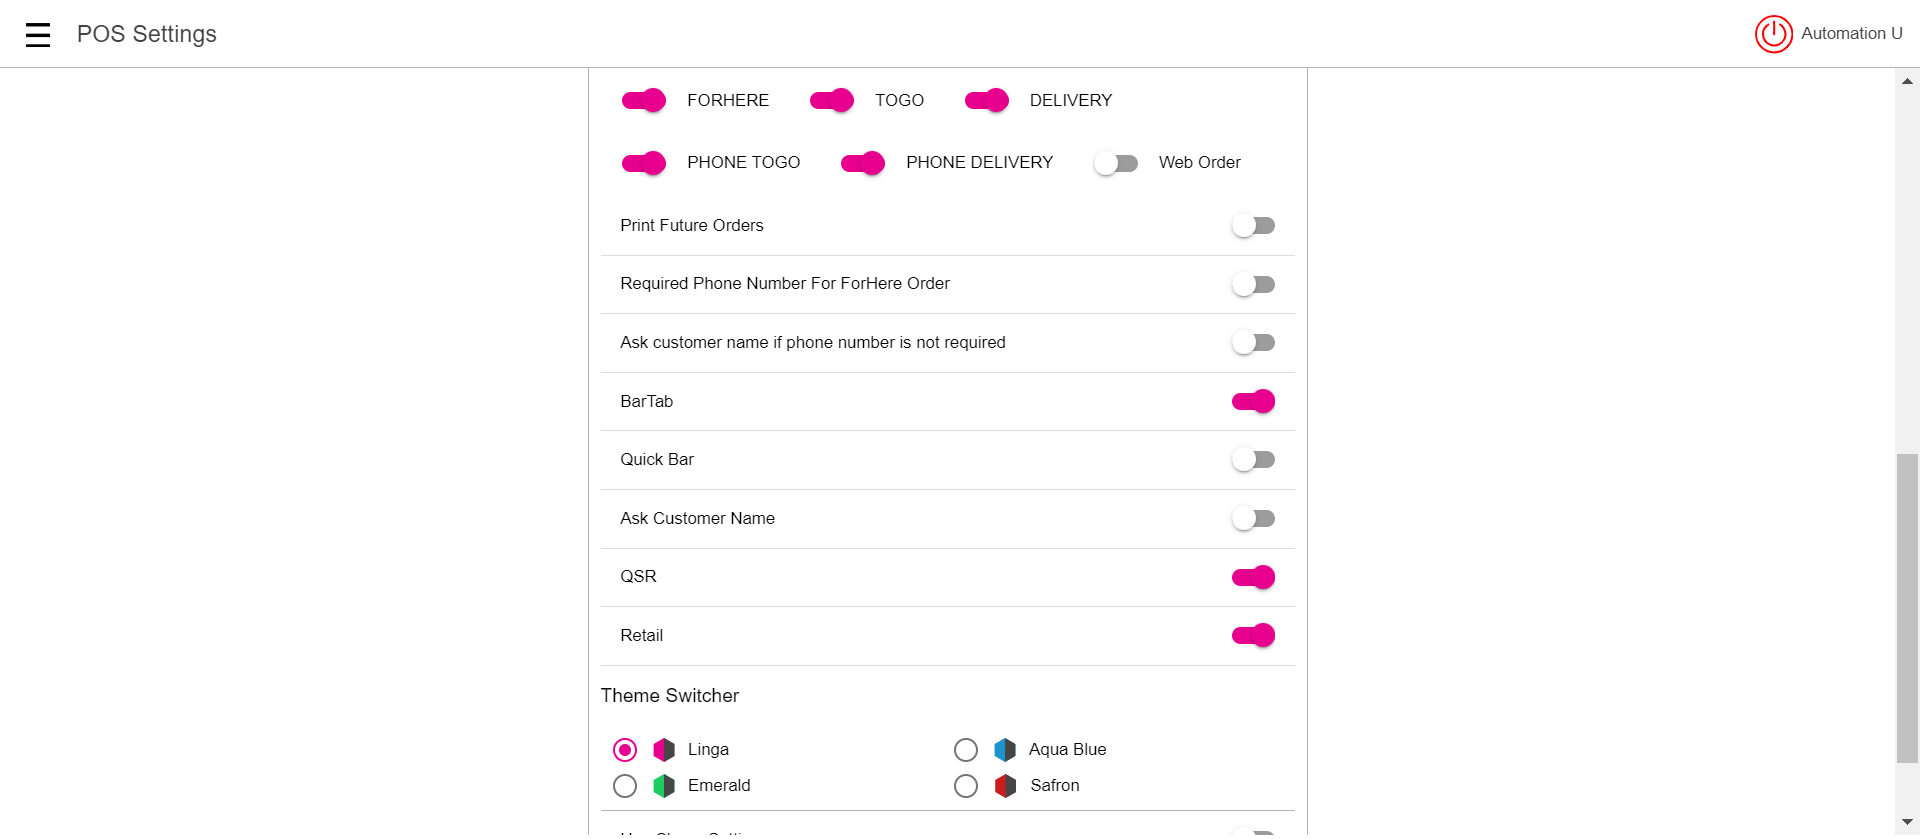 POS Settings
Automation U
FORHERE TOGO DELIVERY
PHONE TOGO PHONE DELIVERY Web Order
Print Future Orders
Required Phone Number For ForHere Order
Ask customer name if phone number is not required
BarTab
Quick Bar
Ask Customer Name
QSR
Retail
Theme Switcher
Linga Aqua Blue
Emerald Safron